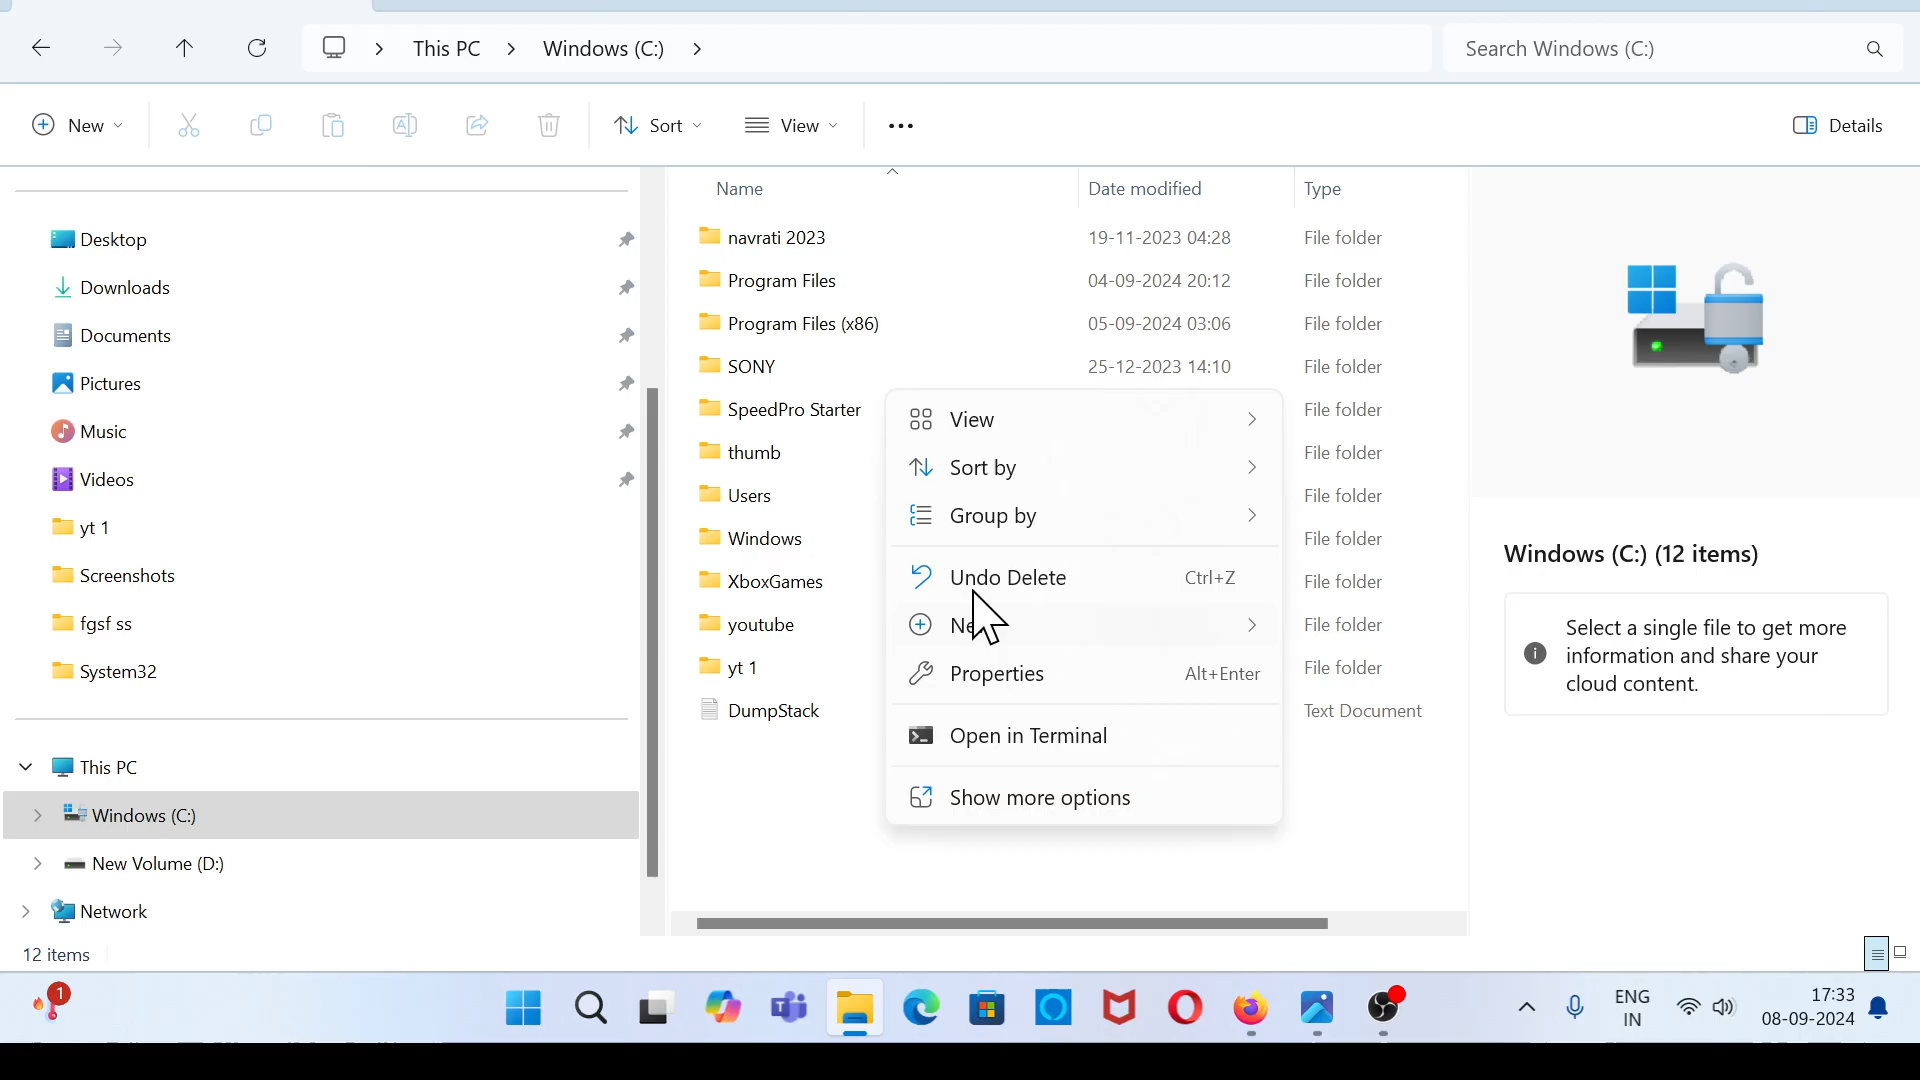 This PC Windows (C:)
Search Windows (C:)
New Sort View Details
Name Date modified Type
Desktop
Downloads
Documents
Pictures
Music
Videos
yt 1
Screenshots
fgsf ss
System32
This PC
Windows (C:)
New Volume (D:)
Network
navrati 2023 19-11-2023 04:28 File folder
Program Files 04-09-2024 20:12 File folder
Program Files (x86) 05-09-2024 03:06 File folder
SONY 25-12-2023 14:10 File folder
SpeedPro Starter File folder
thumb File folder
Users File folder
Windows File folder
XboxGames File folder
youtube File folder
yt 1 File folder
DumpStack Text Document
View
Sort by
Group by
Undo Delete Ctrl+Z
Properties Alt+Enter
Open in Terminal
Show more options
Windows (C:) (12 items)
Select a single file to get more
information and share your
cloud content.
12 items
1
ENG
IN
17:33
08-09-2024